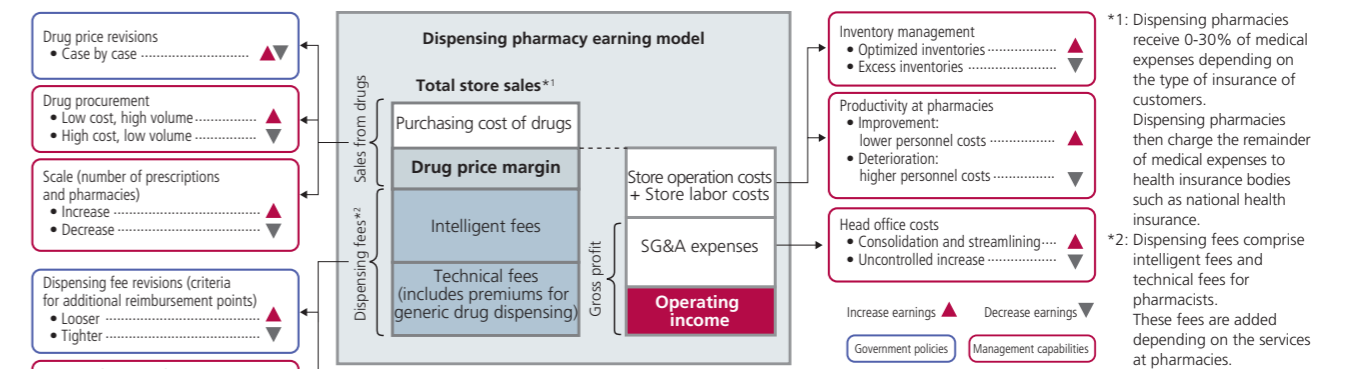 Drug price revisions
• Case by case
Drug procurement
• Low cost, high volume
• High cost, low volume
Scale (number of prescriptions
and pharmacies)
• Increase
• Decrease
Dispensing fee revisions (criteria
for additional reimbursement points)
• Looser
• Tighter
Dispensing pharmacy earning model
Total store sales*1
Sales from drugs
Dispensing fees*2
Purchasing cost of drugs
Drug price margin
Intelligent fees
Technical fees
(includes premiums for
generic drug dispensing)
Gross profit
Store operation costs
+ Store labor costs
SG&A expenses
Operating
income
Inventory management
• Optimized inventories
• Excess inventories
Productivity at pharmacies
• Improvement:
lower personnel costs
• Deterioration:
higher personnel costs
Head office costs
• Consolidation and streamlining
• Uncontrolled increase
Increase earnings ▲ Decrease earnings ▼
Government policies
Management capabilities
*1: Dispensing pharmacies
receive 0-30% of medical
expenses depending on
the type of insurance of
customers.
Dispensing pharmacies
then charge the remainder
of medical expenses to
health insurance bodies
such as national health
insurance.
*2: Dispensing fees comprise
intelligent fees and
technical fees for
pharmacists.
These fees are added
depending on the services
at pharmacies.